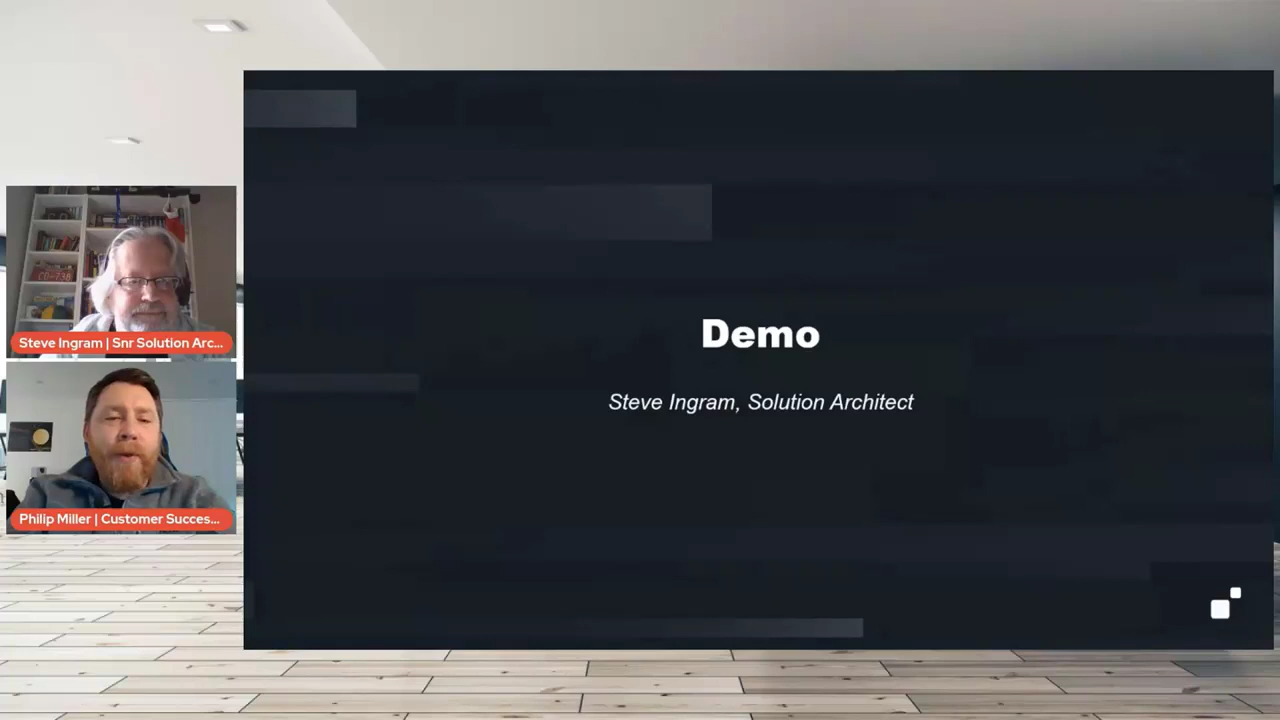 Demo
Steve Ingram, Solution Architect
Steve Ingram | Snr Solution Arc...
Philip Miller | Customer Succes...